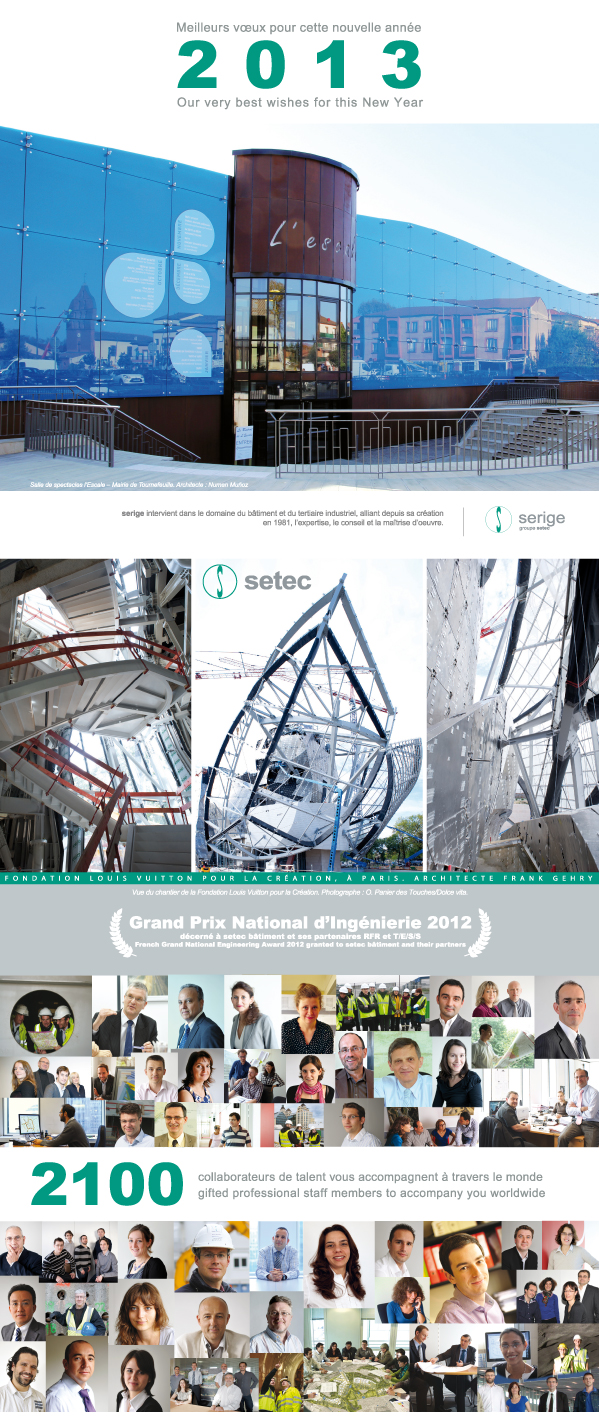 Meilleurs vœux pour cette nouvelle année
2013
Our very best wishes for this New Year
L'esc
Salle de spectacles l'Escale – Mairie de Tournefeuille. Architecte : Numen Muñoz
serige intervient dans le domaine du bâtiment et du tertiaire industriel, alliant depuis sa création
en 1981, l'expertise, le conseil et la maîtrise d'oeuvre.
serige
groupe setec
setec
FONDATION LOUIS VUITTON POUR LA CRÉATION, À PARIS. ARCHITECTE FRANK GEHRY
Vue du chantier de la Fondation Louis Vuitton pour la Création. Photographe : O. Panier des Touches/Dolce vita.
Grand Prix National d'Ingénierie 2012
décerné à setec bâtiment et ses partenaires RFR et T/E/S/S
French Grand National Engineering Award 2012 granted to setec bâtiment and their partners
2100
collaborateurs de talent vous accompagnent à travers le monde
gifted professional staff members to accompany you worldwide